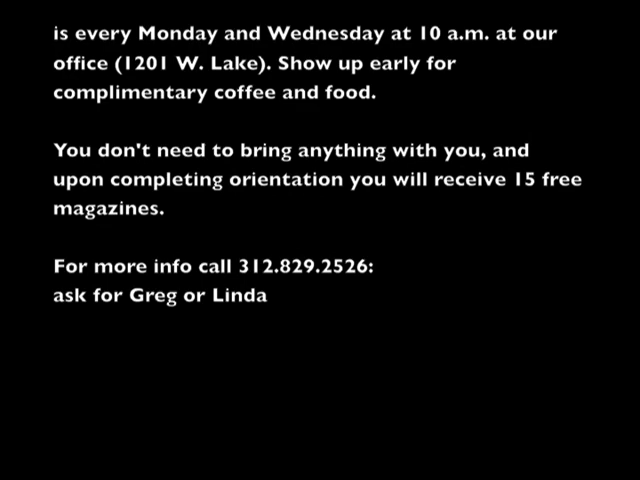 is every Monday and Wednesday at 10 a.m. at our
office (1201 W. Lake). Show up early for
complimentary coffee and food.
You don't need to bring anything with you, and
upon completing orientation you will receive 15 free
magazines.
For more info call 312.829.2526:
ask for Greg or Linda